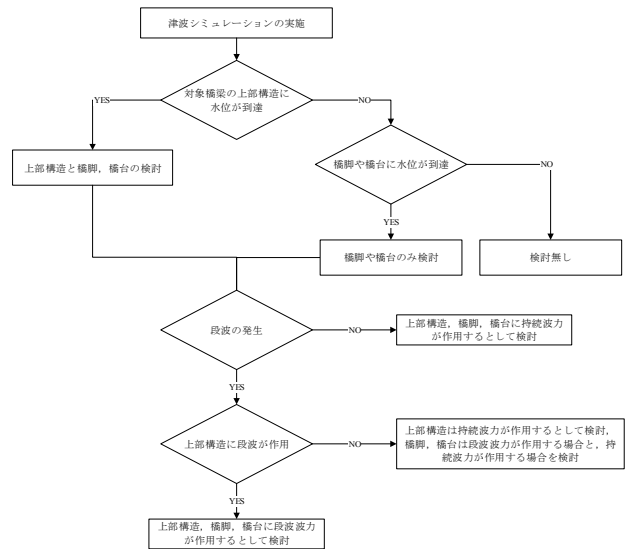 津波シミュレーションの実施
対象橋梁の上部構造に
水位が到達
YES
NO
上部構造と橋脚，橋台の検討
橋脚や橋台に水位が到達
NO
YES
橋脚や橋台のみ検討
検討無し
段波の発生
NO
上部構造，橋脚，橋台に持続波力
が作用するとして検討
YES
上部構造に段波が作用
NO
上部構造は持続波力が作用するとして検討，
橋脚，橋台は段波波力が作用する場合と，持
続波力が作用する場合を検討
YES
上部構造，橋脚，橋台に段波波力
が作用するとして検討